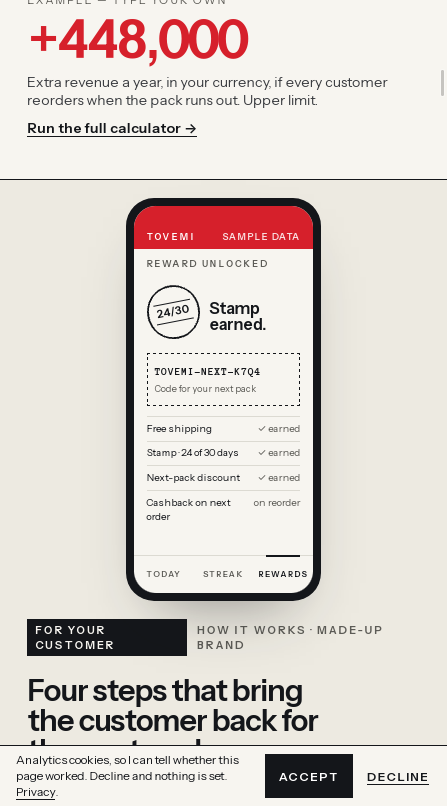 EXAMPLE — TYPE YOUR OWN
+448,000
Extra revenue a year, in your currency, if every customer
reorders when the pack runs out. Upper limit.
Run the full calculator →
TOVEMI SAMPLE DATA
REWARD UNLOCKED
24/30
Stamp
earned.
TOVEMI–NEXT–K7Q4
Code for your next pack
Free shipping ✓ earned
Stamp · 24 of 30 days ✓ earned
Next-pack discount ✓ earned
Cashback on next on reorder
order
TODAY STREAK REWARDS
FOR YOUR
CUSTOMER
HOW IT WORKS · MADE-UP
BRAND
Four steps that bring
the customer back for
Analytics cookies, so I can tell whether this
page worked. Decline and nothing is set.
Privacy.
ACCEPT DECLINE